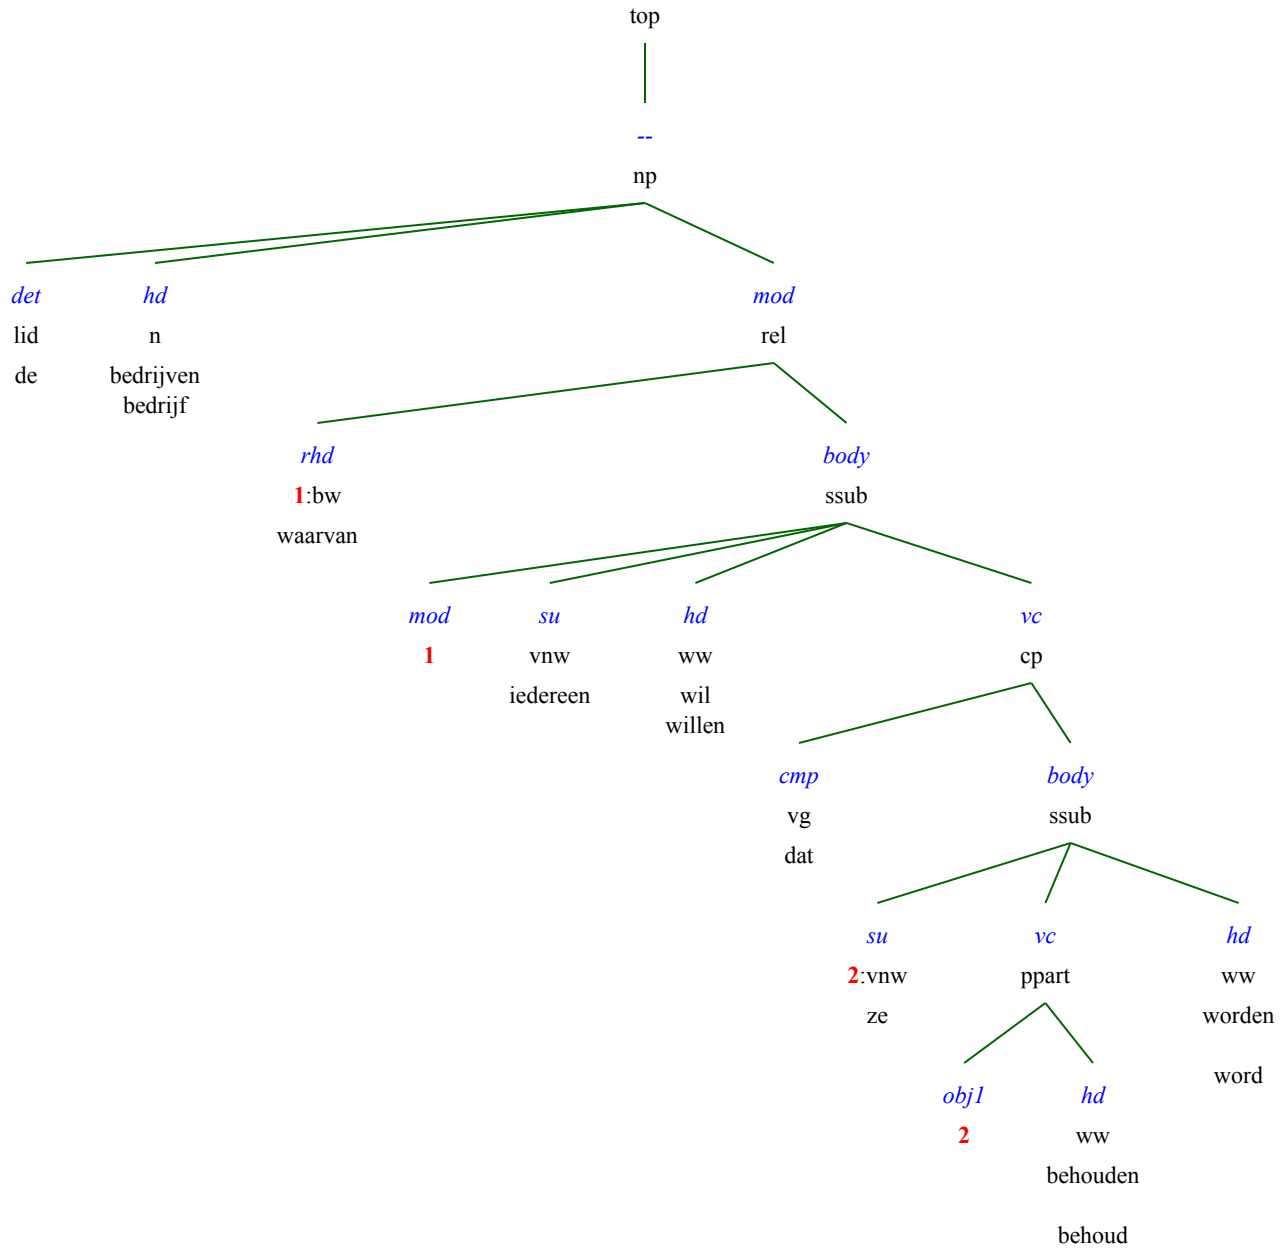 top
--
np
det hd mod
lid n rel
de bedrijven
bedrijf
rhd body
1:bw ssub
waarvan
mod su hd vc
1 vnw ww cp
iedereen wil
willen
cmp body
vg ssub
dat
su vc hd
2:vnw ppart ww
ze worden
word
obj1 hd
2 ww
behouden
behoud